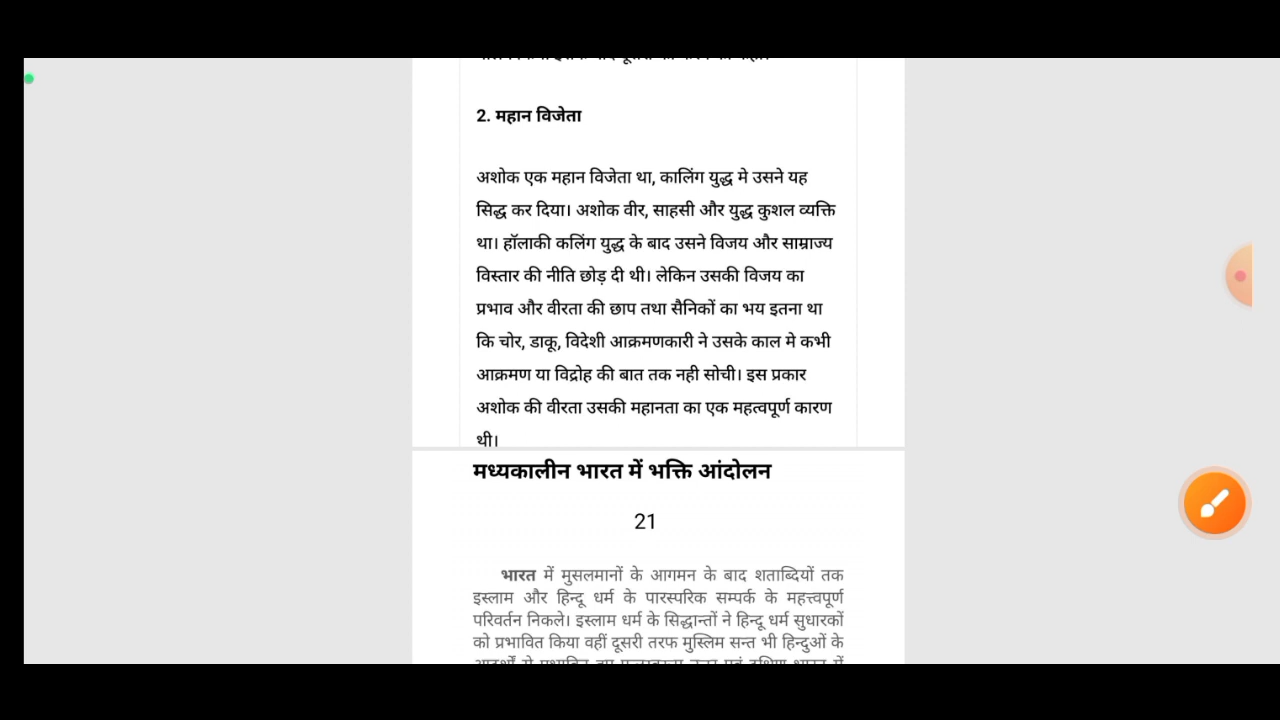 2. महान विजेता
अशोक एक महान विजेता था, कालिंग युद्ध मे उसने यह
सिद्ध कर दिया। अशोक वीर, साहसी और युद्ध कुशल व्यक्ति
था। हॉलाकी कलिंग युद्ध के बाद उसने विजय और साम्राज्य
विस्तार की नीति छोड़ दी थी। लेकिन उसकी विजय का
प्रभाव और वीरता की छाप तथा सैनिकों का भय इतना था
कि चोर, डाकू, विदेशी आक्रमणकारी ने उसके काल मे कभी
आक्रमण या विद्रोह की बात तक नही सोची। इस प्रकार
अशोक की वीरता उसकी महानता का एक महत्वपूर्ण कारण
थी।
मध्यकालीन भारत में भक्ति आंदोलन
21
भारत में मुसलमानों के आगमन के बाद शताब्दियों तक
इस्लाम और हिन्दू धर्म के पारस्परिक सम्पर्क के महत्त्वपूर्ण
परिवर्तन निकले। इस्लाम धर्म के सिद्धान्तों ने हिन्दू धर्म सुधारकों
को प्रभावित किया वहीं दूसरी तरफ मुस्लिम सन्त भी हिन्दुओं के